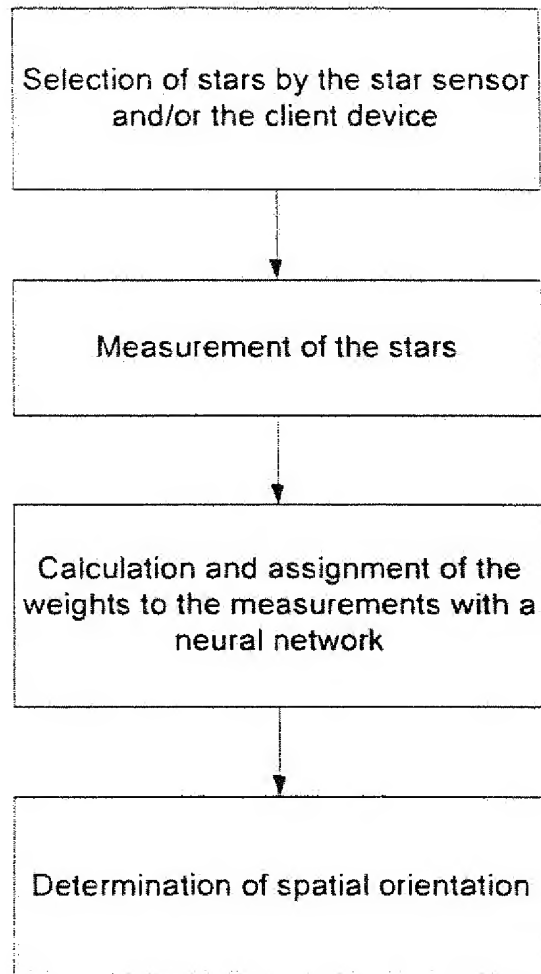 Selection of stars by the star sensor
and/or the client device
Measurement of the stars
Calculation and assignment of the
weights to the measurements with a
neural network
Determination of spatial orientation